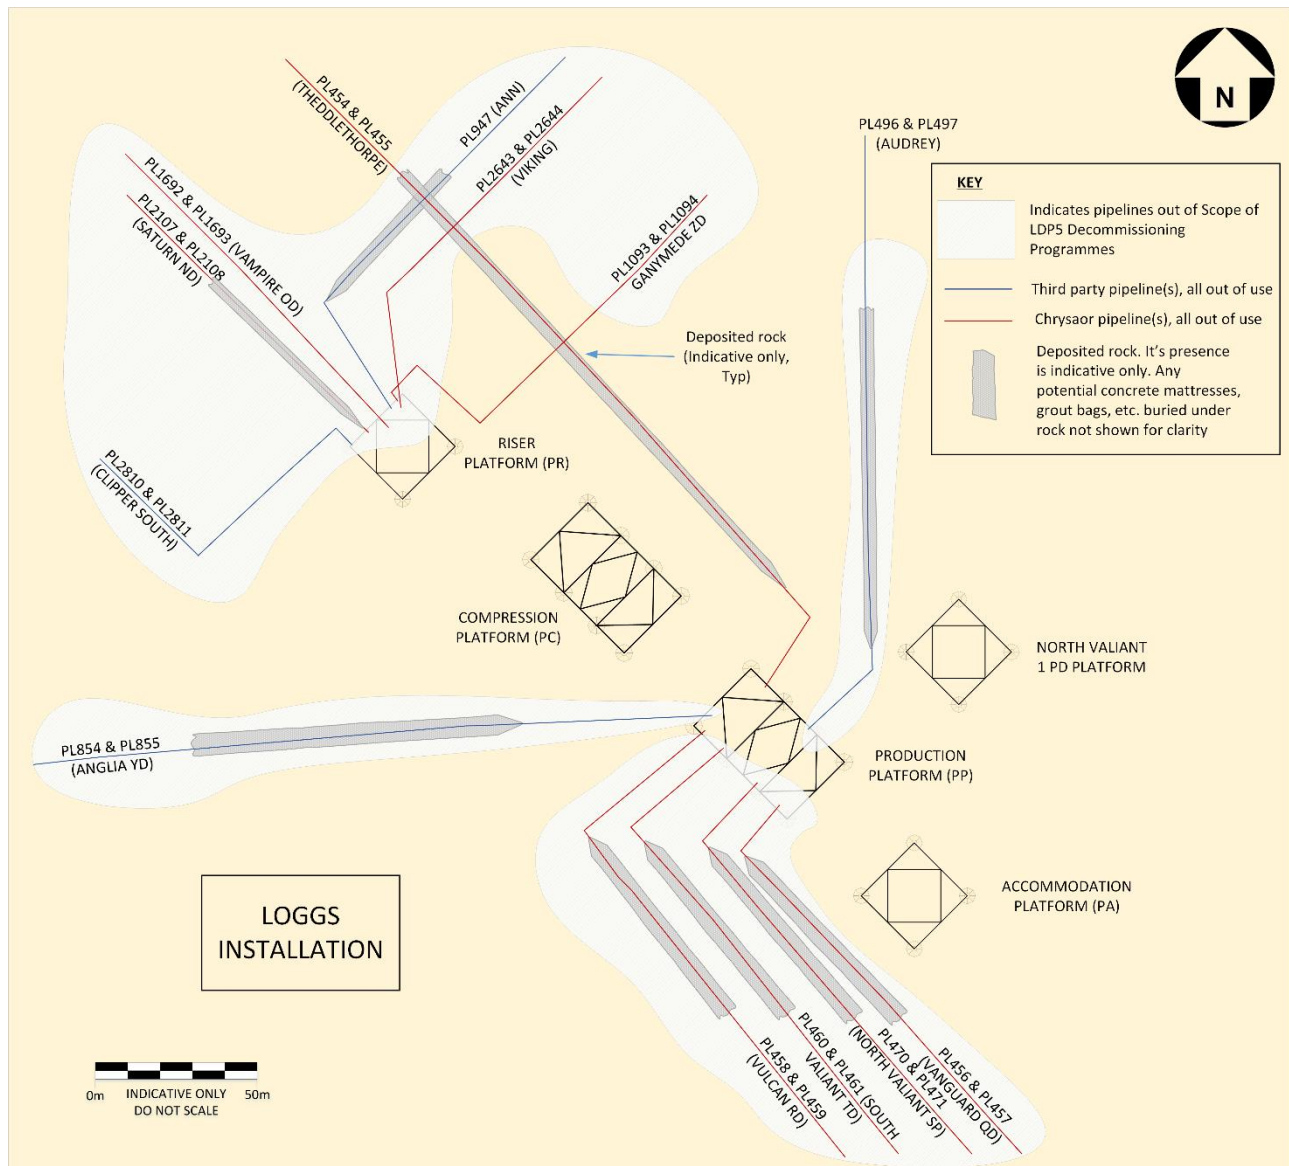 PL454 & PL455
(THEDDLETHORPE)
PL947 (ANN)
PL2643 & PL2644
(VIKING)
PL1692 & PL1693 (VAMPIRE OD)
PL2107 & PL2108
(SATURN ND)
PL1093 & PL1094
GANYMEDE ZD
PL496 & PL497
(AUDREY)
N
KEY
Indicates pipelines out of Scope of
LDP5 Decommissioning
Programmes
Third party pipeline(s), all out of use
Chrysaor pipeline(s), all out of use
Deposited rock. It's presence
is indicative only. Any
potential concrete mattresses,
grout bags, etc. buried under
rock not shown for clarity
Deposited rock
(Indicative only,
Typ)
RISER
PLATFORM (PR)
PL2810 & PL2811
(CLIPPER SOUTH)
COMPRESSION
PLATFORM (PC)
NORTH VALIANT
1 PD PLATFORM
PL854 & PL855
(ANGLIA YD)
PRODUCTION
PLATFORM (PP)
ACCOMMODATION
PLATFORM (PA)
LOGGS
INSTALLATION
PL458 & PL459
(VULCAN RD)
PL460 & PL461 (SOUTH
VALIANT TD)
PL470 & PL471
(NORTH VALIANT SP)
PL456 & PL457
(VANGUARD QD)
0m
INDICATIVE ONLY
DO NOT SCALE
50m